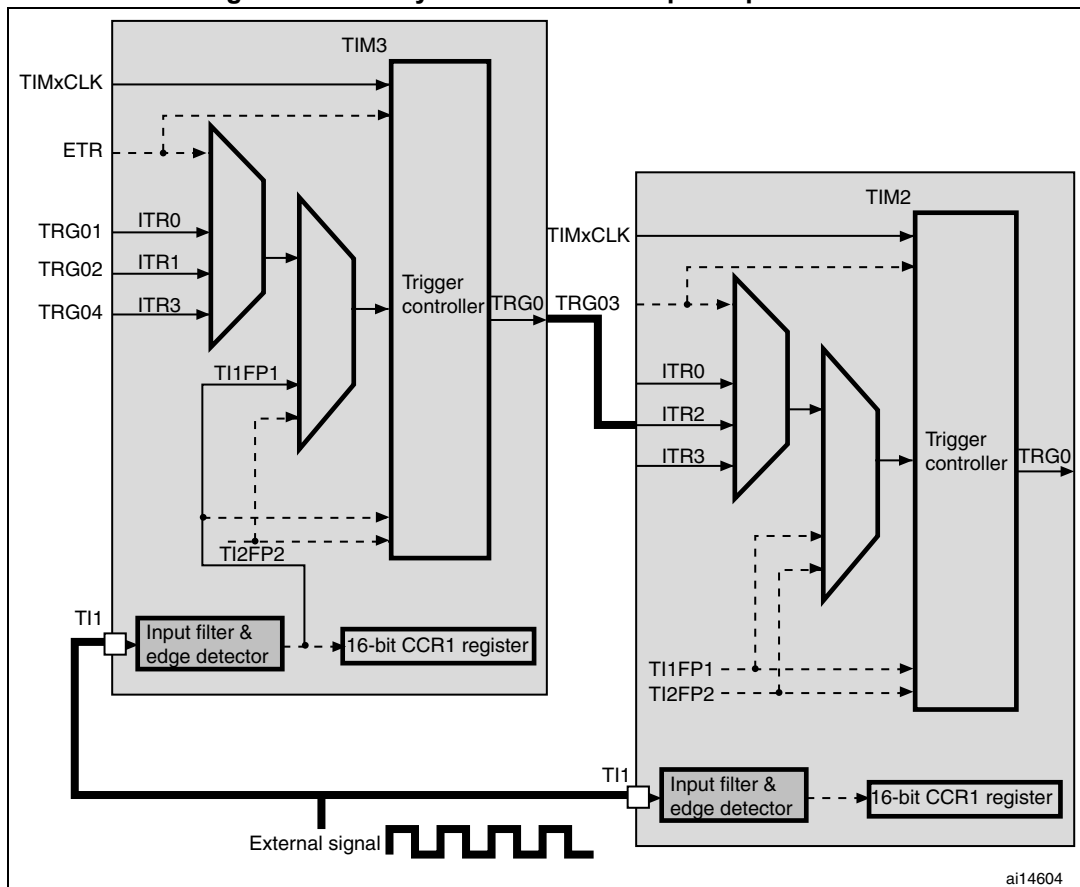 TIM3
TIMxCLK
ETR
TRG01
ITR0
TRG02
ITR1
TRG04
ITR3
Trigger
controller
TRG0
TI1FP1
TI2FP2
TI1
Input filter &
edge detector
16-bit CCR1 register
TIM2
TIMxCLK
TRG03
ITR0
ITR2
ITR3
Trigger
controller
TRG0
TI1FP1
TI2FP2
TI1
Input filter &
edge detector
16-bit CCR1 register
External signal
ai14604